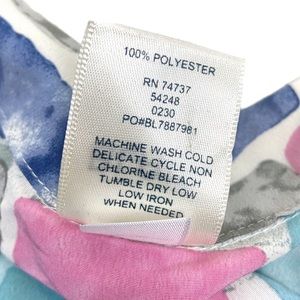 100% POLYESTER
RN 74737
54248
0230
PO#BL7887981
MACHINE WASH COLD
DELICATE CYCLE NON
CHLORINE BLEACH
TUMBLE DRY LOW
LOW IRON
WHEN NEEDED